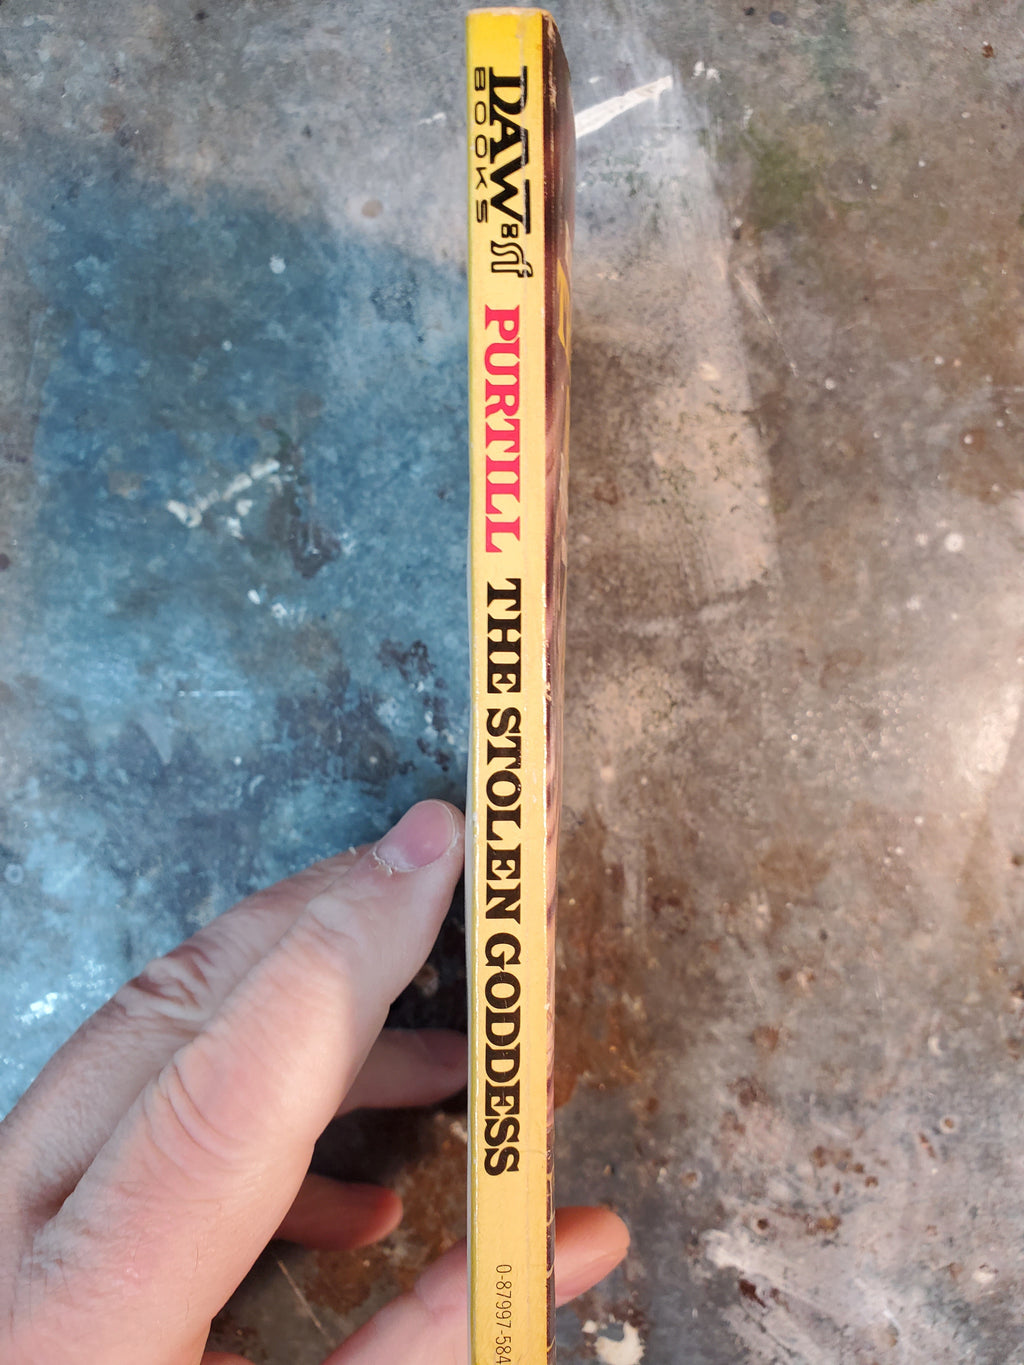 DAW
BOOKS
sf
PURTILL
THE STOLEN GODDESS
0-87997-584